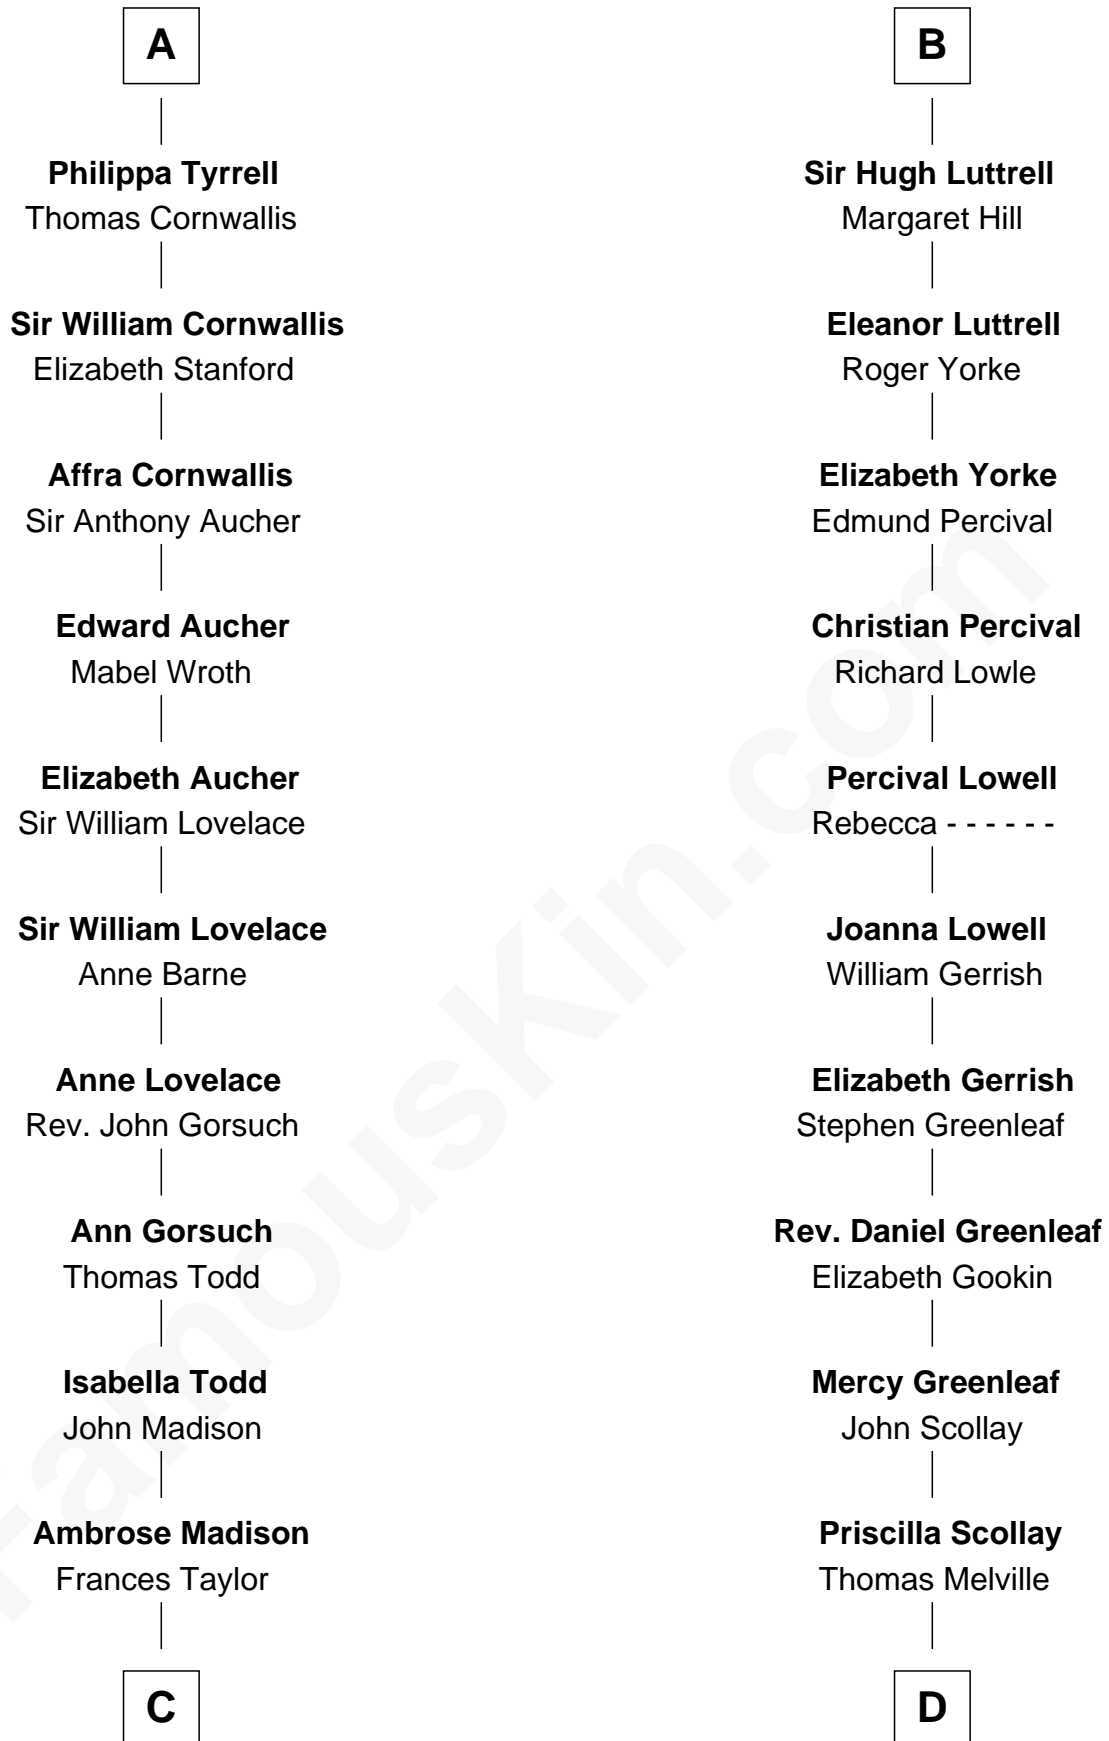 A
Philippa Tyrrell
Thomas Cornwallis
Sir William Cornwallis
Elizabeth Stanford
Affra Cornwallis
Sir Anthony Aucher
Edward Aucher
Mabel Wroth
Elizabeth Aucher
Sir William Lovelace
Sir William Lovelace
Anne Barne
Anne Lovelace
Rev. John Gorsuch
Ann Gorsuch
Thomas Todd
Isabella Todd
John Madison
Ambrose Madison
Frances Taylor
C
B
Sir Hugh Luttrell
Margaret Hill
Eleanor Luttrell
Roger Yorke
Elizabeth Yorke
Edmund Percival
Christian Percival
Richard Lowle
Percival Lowell
Rebecca - - - - - -
Joanna Lowell
William Gerrish
Elizabeth Gerrish
Stephen Greenleaf
Rev. Daniel Greenleaf
Elizabeth Gookin
Mercy Greenleaf
John Scollay
Priscilla Scollay
Thomas Melville
D
FamousKin.com